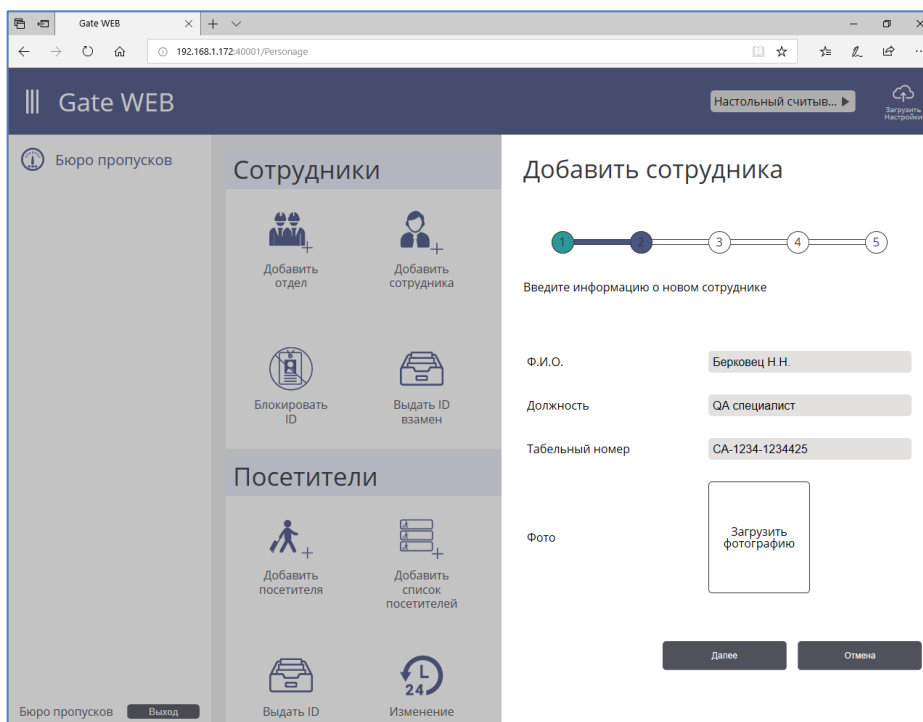 Gate WEB
192.168.1.172:40001/Personage
Gate WEB
Настольный считыв...
Загрузить
Настройки
Бюро пропусков
Сотрудники
Добавить
отдел
Добавить
сотрудника
Блокировать
ID
Выдать ID
взамен
Посетители
Добавить
посетителя
Добавить
список
посетителей
Выдать ID
24
Изменение
Бюро пропусков
Выход
Добавить сотрудника
1 2 3 4 5
Введите информацию о новом сотруднике
Ф.И.О. Берковец Н.Н.
Должность QA специалист
Табельный номер CA-1234-1234425
Фото
Загрузить
фотографию
Далее Отмена